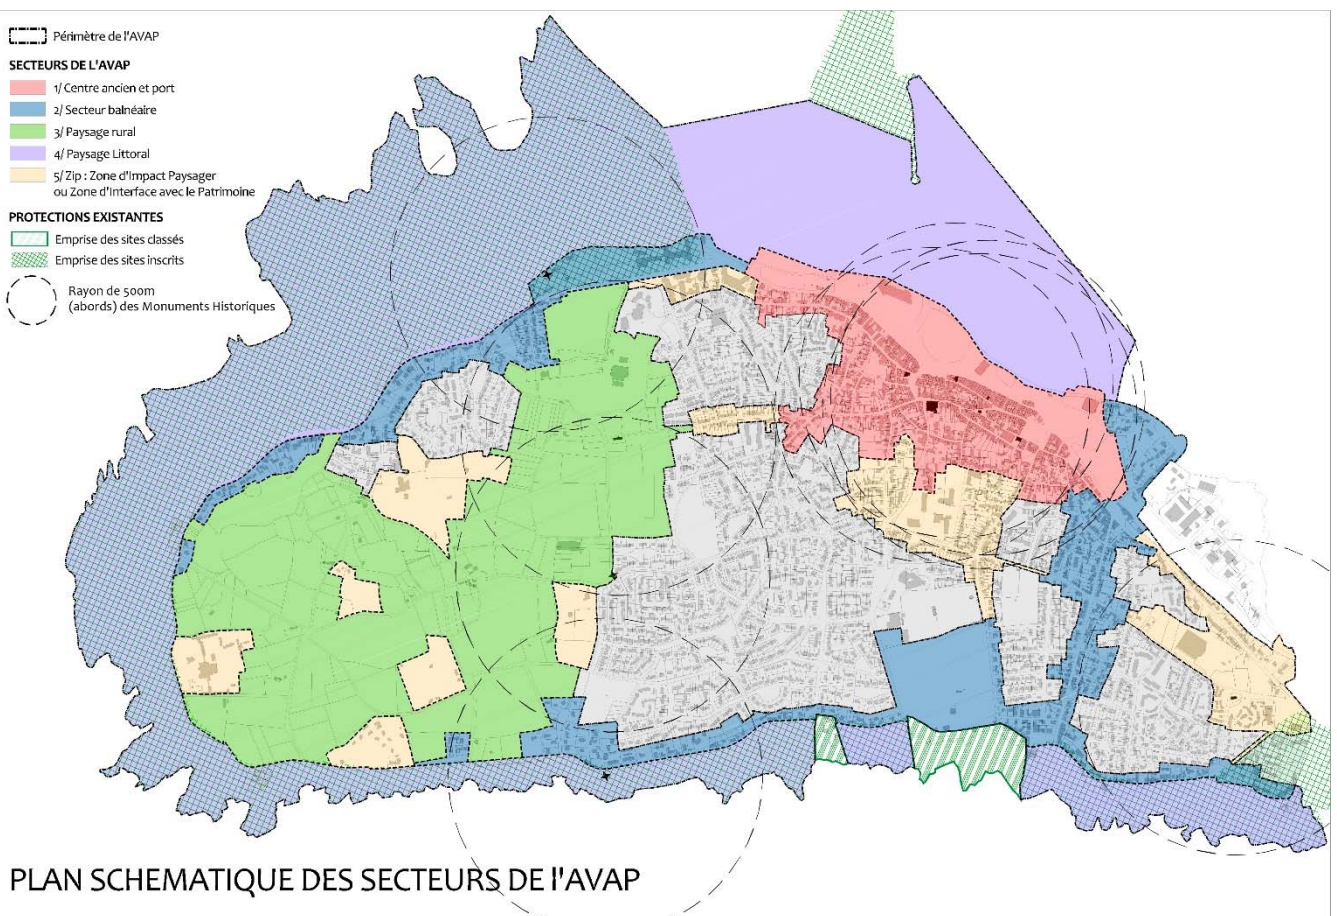 Périmètre de l'AVAP
SECTEURS DE L'AVAP
1/ Centre ancien et port
2/ Secteur balnéaire
3/ Paysage rural
4/ Paysage Littoral
5/ Zip : Zone d'Impact Paysager
ou Zone d'Interface avec le Patrimoine
PROTECTIONS EXISTANTES
Emprise des sites classés
Emprise des sites inscrits
Rayon de 500m
(abords) des Monuments Historiques
PLAN SCHEMATIQUE DES SECTEURS DE l'AVAP